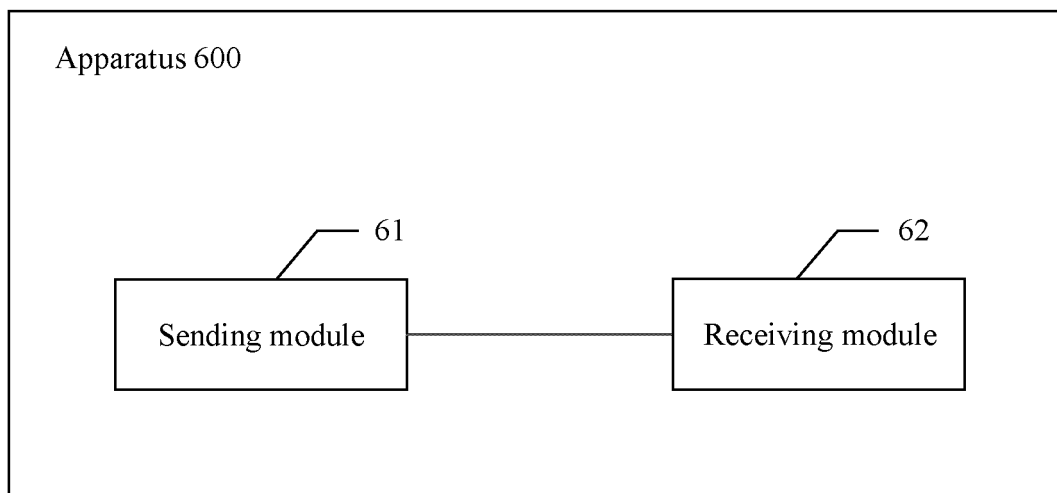 Apparatus 600
61
62
Sending module
Receiving module